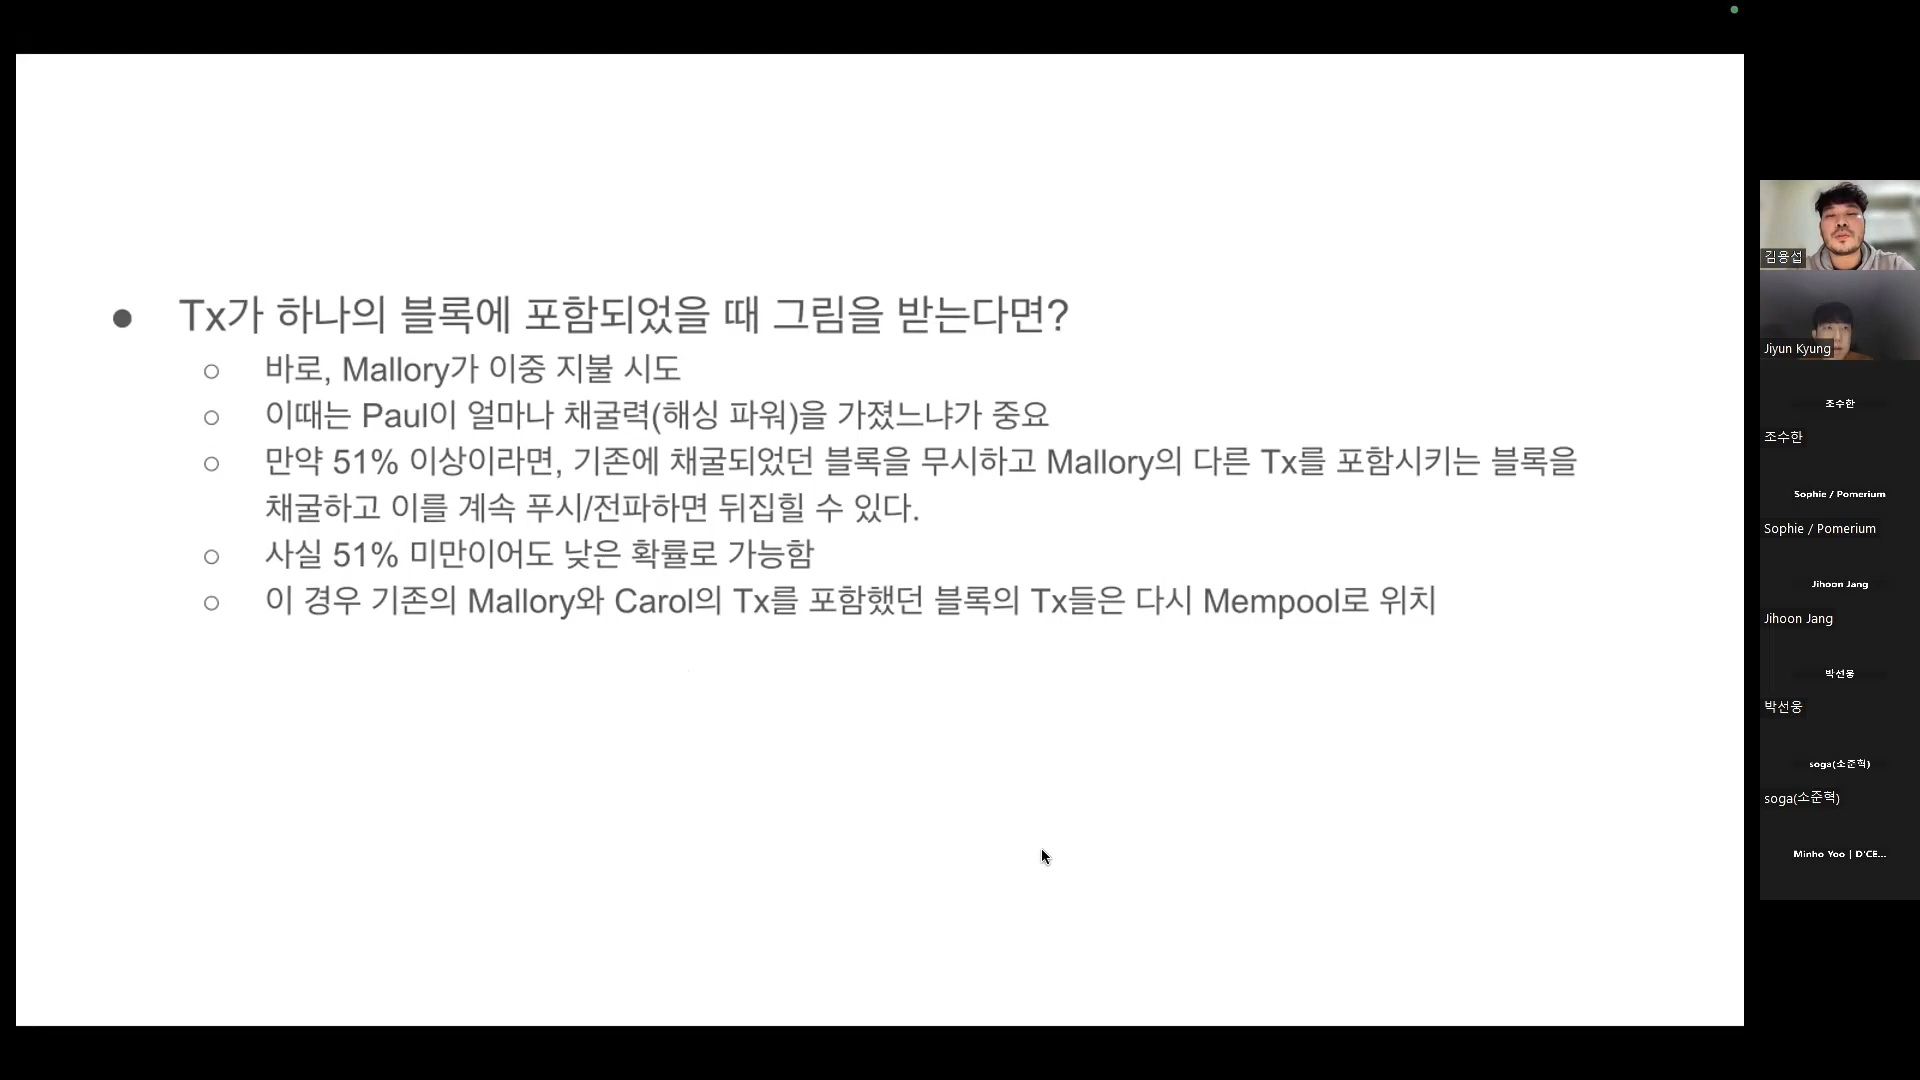 ● Tx가 하나의 블록에 포함되었을 때 그림을 받는다면?
○ 바로, Mallory가 이중 지불 시도
○ 이때는 Paul이 얼마나 채굴력(해싱 파워)을 가졌느냐가 중요
○ 만약 51% 이상이라면, 기존에 채굴되었던 블록을 무시하고 Mallory의 다른 Tx를 포함시키는 블록을
채굴하고 이를 계속 푸시/전파하면 뒤집힐 수 있다.
○ 사실 51% 미만이어도 낮은 확률로 가능함
○ 이 경우 기존의 Mallory와 Carol의 Tx를 포함했던 블록의 Tx들은 다시 Mempool로 위치
김용섭
Jiyun Kyung
조수한
조수한
Sophie / Pomerium
Sophie / Pomerium
Jihoon Jang
Jihoon Jang
박선웅
박선웅
soga(소준혁)
soga(소준혁)
Minho Yoo | D'CE...